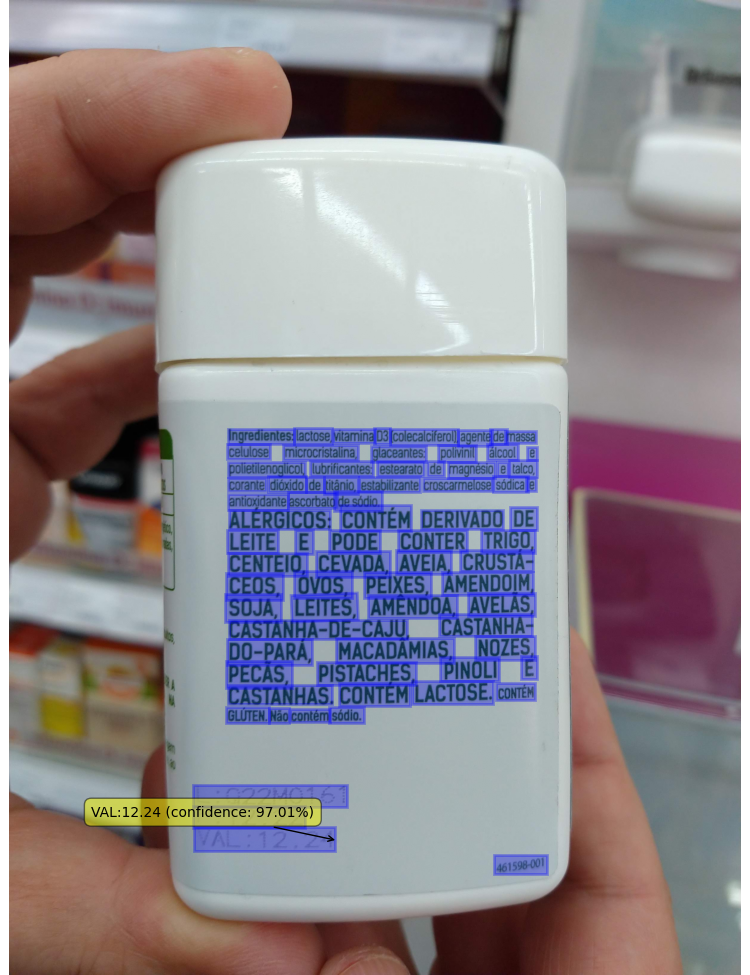 Ingredientes: lactose, vitamina D3 (colecalciferol), agente de massa
celulose microcristalina, glaceantes: polivinil álcool e
polietilenoglicol, lubrificantes: estearato de magnésio e talco,
corante dióxido de titânio, estabilizante croscarmelose sódica e
antioxidante ascorbato de sódio.
ALÉRGICOS: CONTÉM DERIVADO DE
LEITE E PODE CONTER TRIGO,
CENTEIO, CEVADA, AVEIA, CRUSTÁ-
CEOS, OVOS, PEIXES, AMENDOIM,
SOJA, LEITES, AMÊNDOA, AVELÃS,
CASTANHA-DE-CAJU, CASTANHA-
DO-PARÁ, MACADÂMIAS, NOZES,
PECÃS, PISTACHES, PINOLI E
CASTANHAS. CONTÉM LACTOSE. CONTÉM
GLÚTEN. Não contém sódio.
L:O22M0161
VAL:12.24 (confidence: 97.01%)
VAL:12.24
461598-001